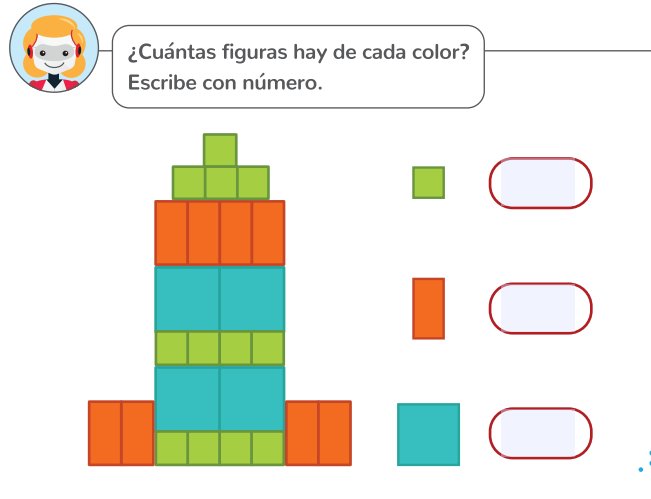 ¿Cuántas figuras hay de cada color?
Escribe con número.